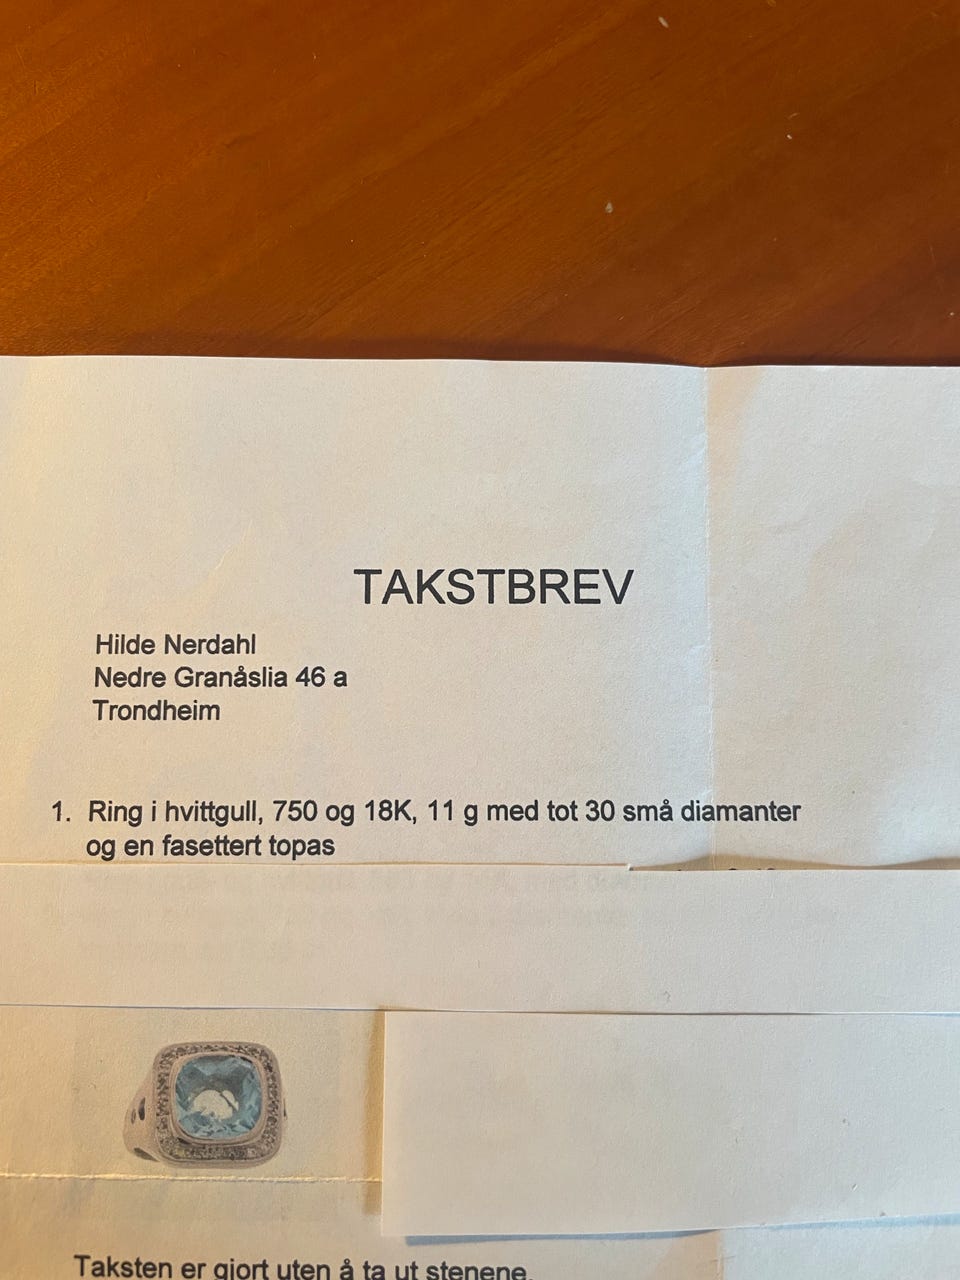 TAKSTBREV
Hilde Nerdahl
Nedre Granåslia 46 a
Trondheim
1. Ring i hvittgull, 750 og 18K, 11 g med tot 30 små diamanter
og en fasettert topas
Taksten er gjort uten å ta ut stenene.